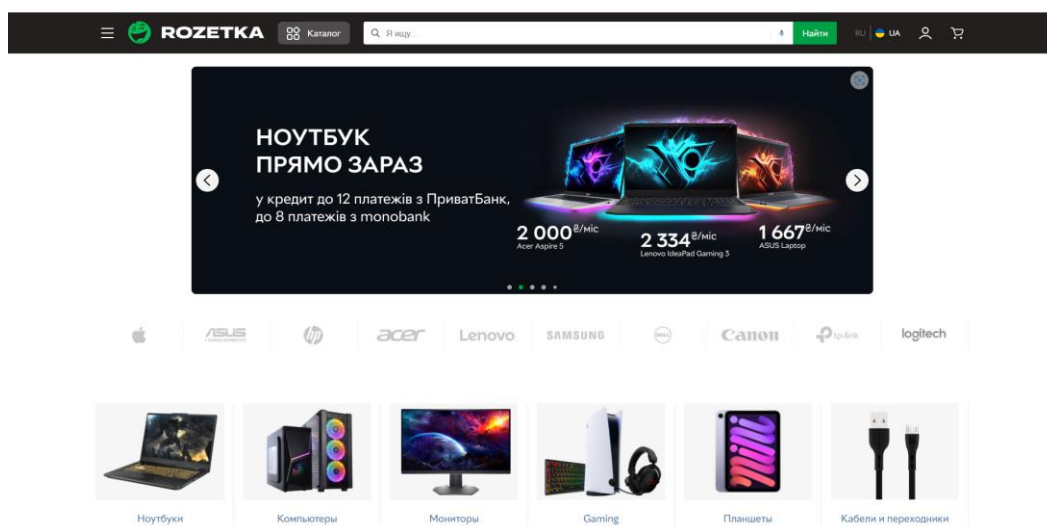 ROZETKA
Каталог
Я ищу...
Найти
RU
UA
НОУТБУК
ПРЯМО ЗАРАЗ
у кредит до 12 платежів з ПриватБанк,
до 8 платежів з monobank
2 000 ₴/міс
Acer Aspire 5
2 334 ₴/міс
Lenovo IdeaPad Gaming 3
1 667 ₴/міс
ASUS Laptop
ASUS
hp
acer
Lenovo
SAMSUNG
DELL
Canon
tp-link
logitech
Ноутбуки
Компьютеры
Мониторы
Gaming
Планшеты
Кабели и переходники